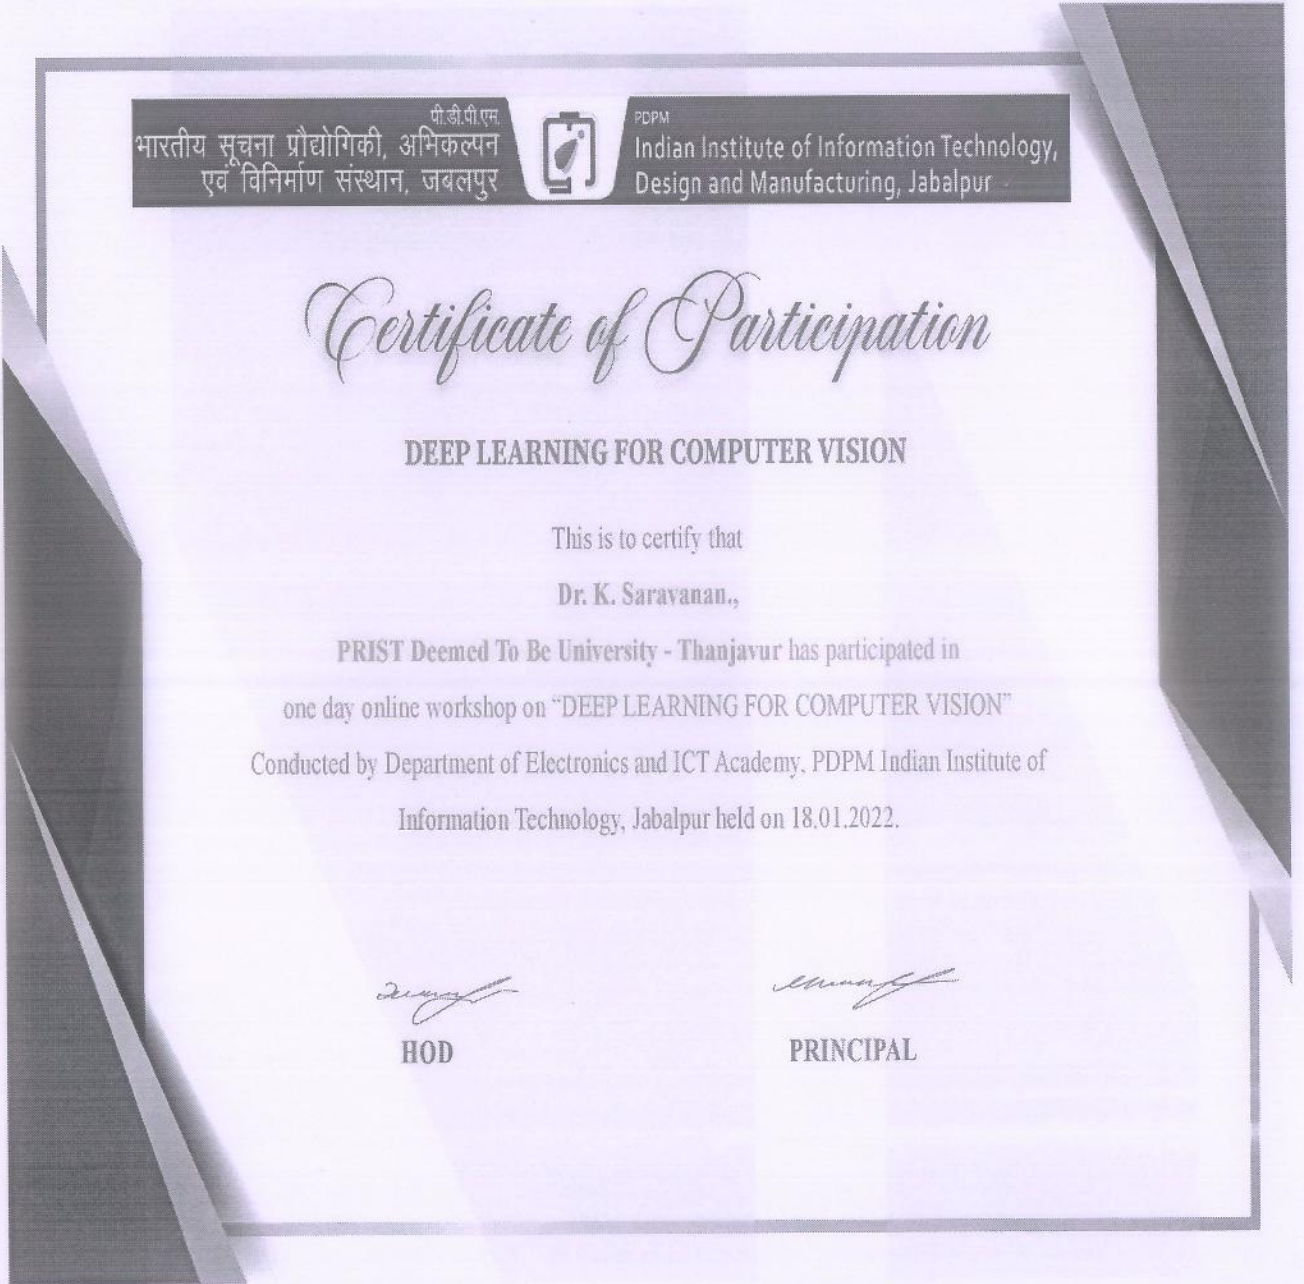 पी.डी.पी.एम.
भारतीय सूचना प्रौद्योगिकी, अभिकल्पन
एवं विनिर्माण संस्थान, जबलपुर
PDPM
Indian Institute of Information Technology,
Design and Manufacturing, Jabalpur
Certificate of Participation
DEEP LEARNING FOR COMPUTER VISION
This is to certify that
Dr. K. Saravanan.,
PRIST Deemed To Be University - Thanjavur has participated in
one day online workshop on “DEEP LEARNING FOR COMPUTER VISION”
Conducted by Department of Electronics and ICT Academy, PDPM Indian Institute of
Information Technology, Jabalpur held on 18.01.2022.
HOD
PRINCIPAL